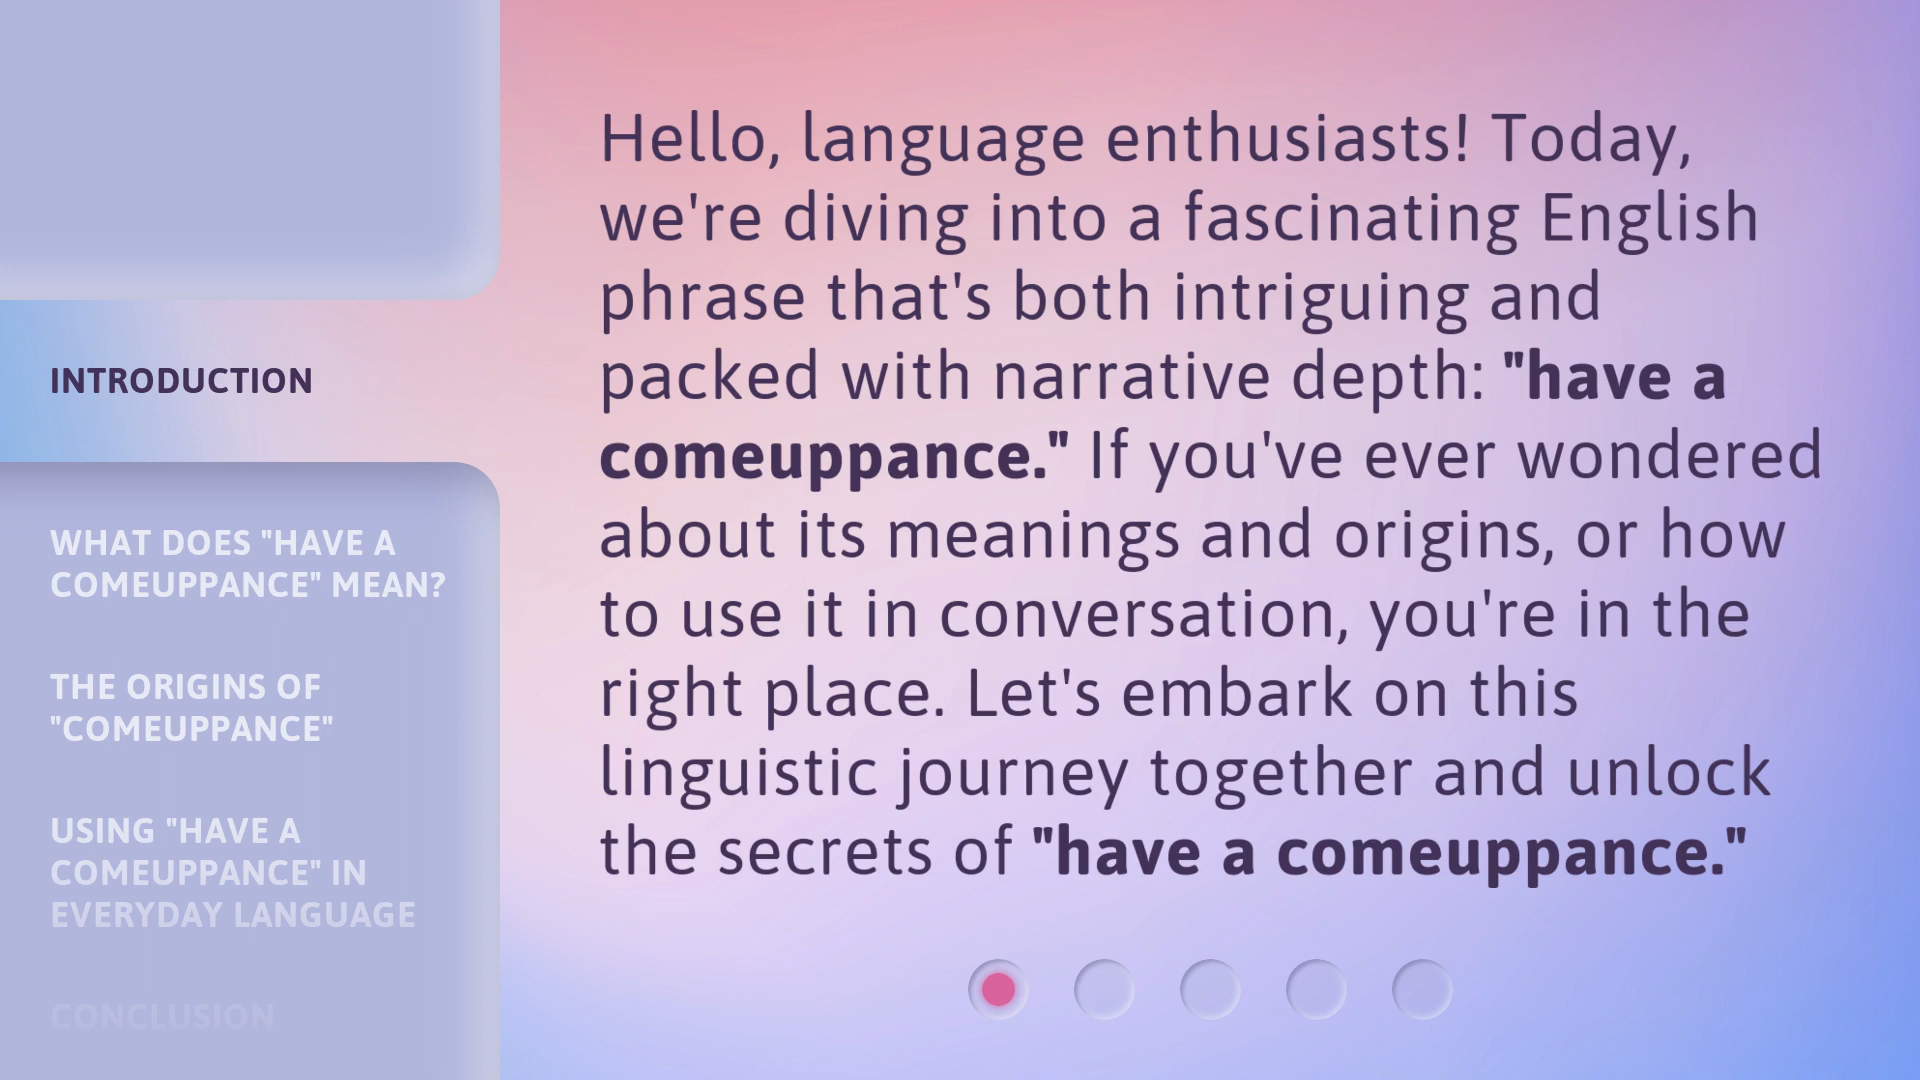 INTRODUCTION
WHAT DOES "HAVE A
COMEUPPANCE" MEAN?
THE ORIGINS OF
"COMEUPPANCE"
USING "HAVE A
COMEUPPANCE" IN
EVERYDAY LANGUAGE
CONCLUSION
Hello, language enthusiasts! Today,
we're diving into a fascinating English
phrase that's both intriguing and
packed with narrative depth: "have a
comeuppance." If you've ever wondered
about its meanings and origins, or how
to use it in conversation, you're in the
right place. Let's embark on this
linguistic journey together and unlock
the secrets of "have a comeuppance."